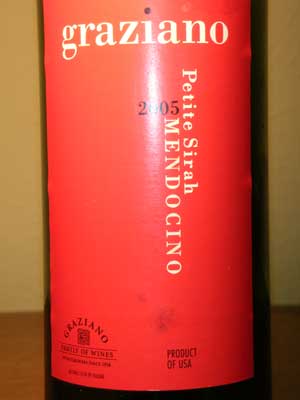 graziano
Petite Sirah
2005
MENDOCINO
GRAZIANO
FAMILY OF WINES
PRODUCT
OF USA